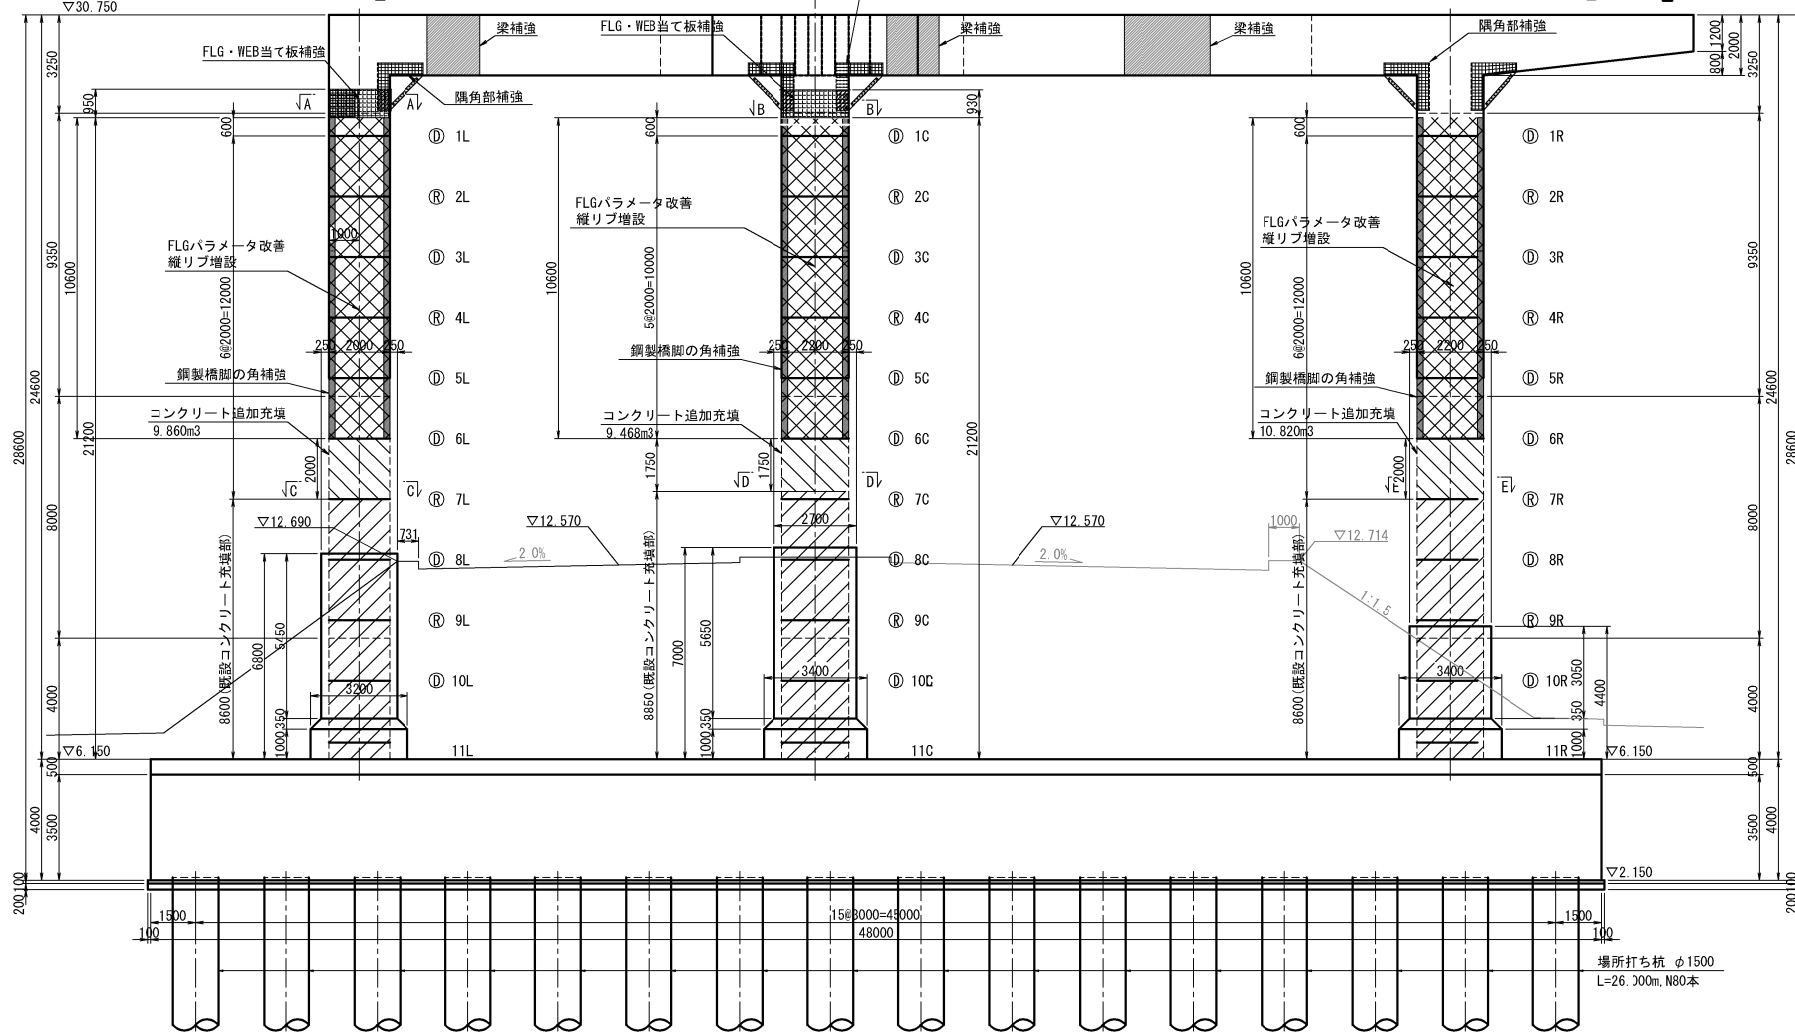 ▽30.750
FLG・WEB当て板補強
梁補強
FLG・WEB当て板補強
梁補強
梁補強
隅角部補強
隅角部補強
A
A
B
B
3250
950
600
930
600
600
800
1200
2000
3250
Ⓓ 1L
Ⓓ 1C
Ⓓ 1R
Ⓡ 2L
Ⓡ 2C
Ⓡ 2R
FLGパラメータ改善
縦リブ増設
FLGパラメータ改善
縦リブ増設
FLGパラメータ改善
縦リブ増設
1000
Ⓓ 3L
Ⓓ 3C
Ⓓ 3R
9350
10600
6@2000=12000
10600
5@2000=10000
10600
6@2000=12000
9350
Ⓡ 4L
Ⓡ 4C
Ⓡ 4R
250
2000
250
250
2200
250
250
2200
250
鋼製橋脚の角補強
鋼製橋脚の角補強
鋼製橋脚の角補強
Ⓓ 5L
Ⓓ 5C
Ⓓ 5R
28600
24600
21200
21200
24600
28600
コンクリート追加充填
9.860m3
コンクリート追加充填
9.468m3
コンクリート追加充填
10.820m3
Ⓓ 6L
Ⓓ 6C
Ⓓ 6R
2000
1750
1750
2000
C
C
D
D
E
E
Ⓡ 7L
Ⓡ 7C
Ⓡ 7R
8000
8000
▽12.690
731
▽12.570
2700
▽12.570
1000
▽12.714
2.0%
2.0%
Ⓓ 8L
Ⓓ 8C
Ⓓ 8R
1:1.5
8600(既設コンクリート充填部)
6800
5450
8850(既設コンクリート充填部)
7000
5650
8600(既設コンクリート充填部)
Ⓡ 9L
Ⓡ 9C
Ⓡ 9R
3200
3400
3400
Ⓓ 10L
Ⓓ 10C
Ⓓ 10R
4000
350
1000
350
1000
3050
350
1000
4400
4000
11L
11C
11R
▽6.150
▽6.150
500
3500
4000
500
3500
4000
▽2.150
100
200
100
200
1500
15@3000=45000
1500
100
48000
100
場所打ち杭 φ1500
L=26.000m,N80本